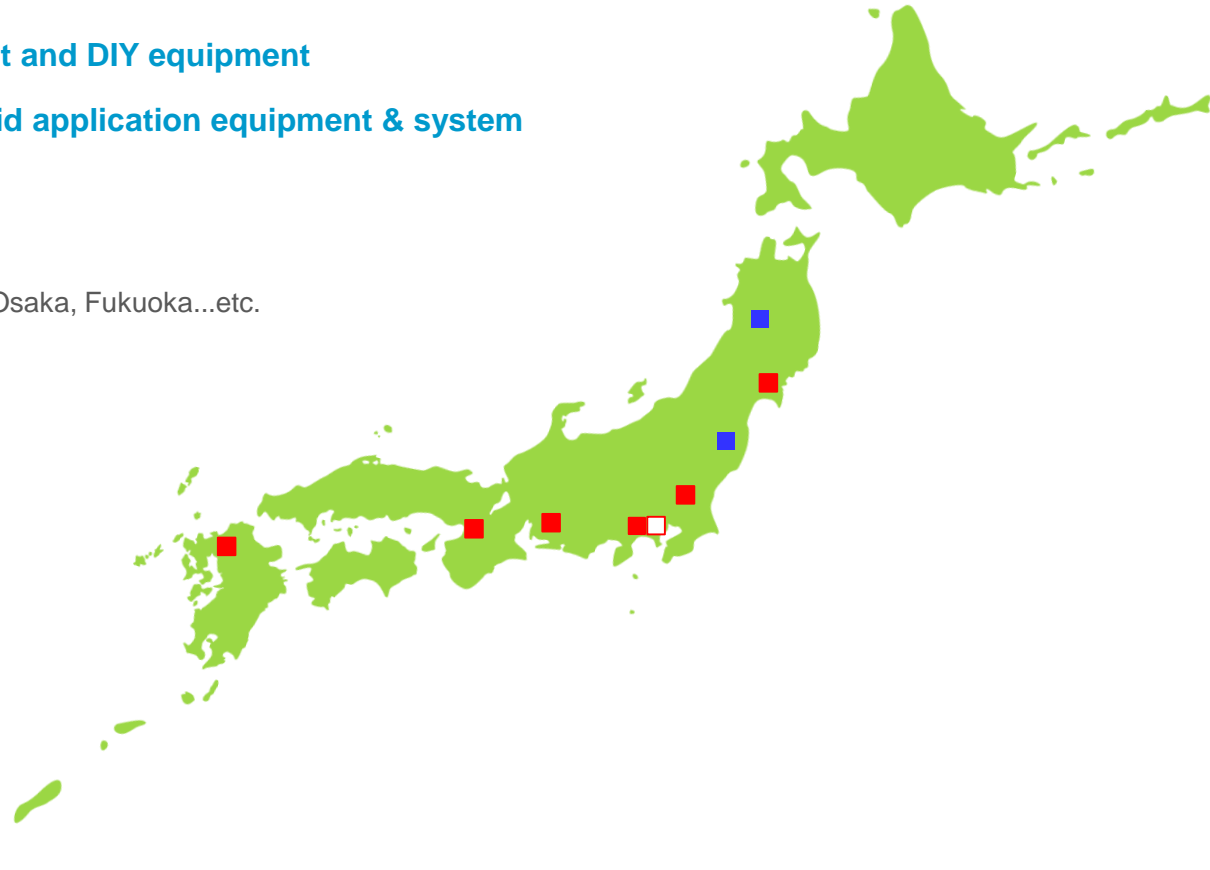 t and DIY equipment
id application equipment & system
Osaka, Fukuoka...etc.